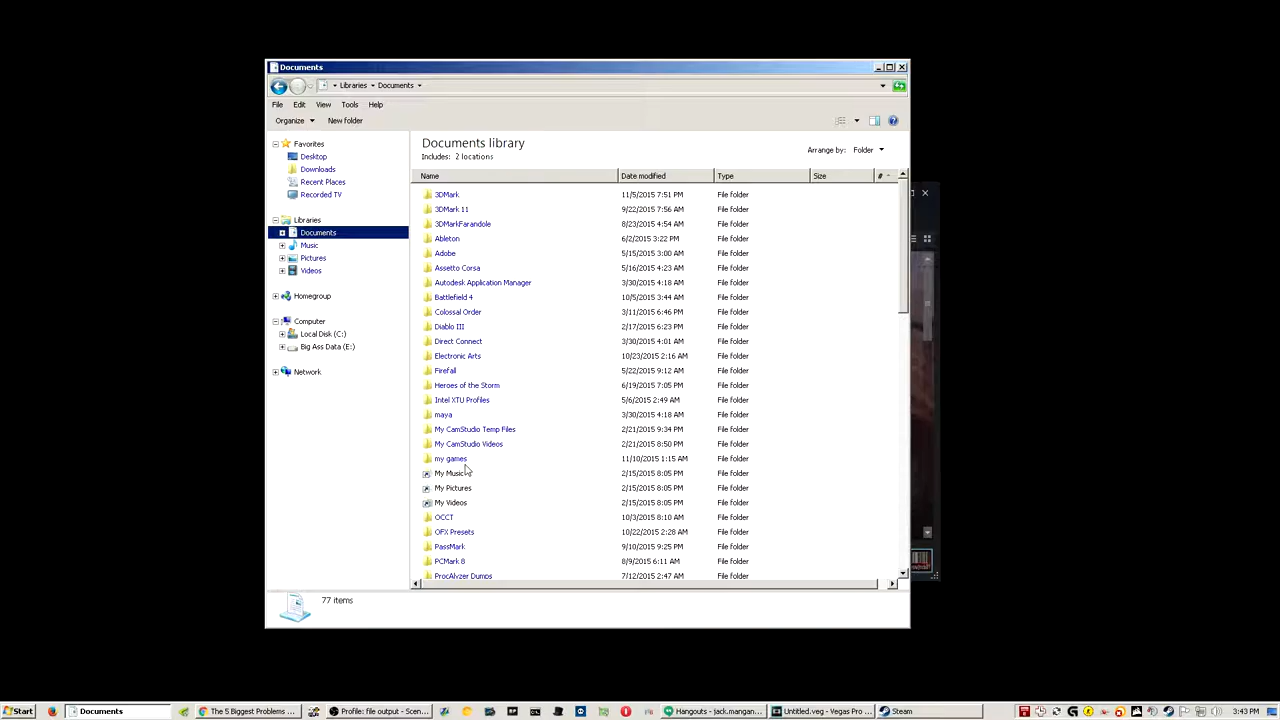 Documents
Libraries Documents
File Edit View Tools Help
Organize New folder
Favorites
Desktop
Downloads
Recent Places
Recorded TV
Libraries
Documents
Music
Pictures
Videos
Homegroup
Computer
Local Disk (C:)
Big Ass Data (E:)
Network
Documents library
Includes: 2 locations
Arrange by: Folder
Name Date modified Type Size #
3DMark 11/5/2015 7:51 PM File folder
3DMark 11 9/22/2015 7:56 AM File folder
3DMarkFarandole 8/23/2015 4:54 AM File folder
Ableton 6/2/2015 3:22 PM File folder
Adobe 5/15/2015 3:00 AM File folder
Assetto Corsa 5/16/2015 4:23 AM File folder
Autodesk Application Manager 3/30/2015 4:18 AM File folder
Battlefield 4 10/5/2015 3:44 AM File folder
Colossal Order 3/11/2015 6:46 PM File folder
Diablo III 2/17/2015 6:23 PM File folder
Direct Connect 3/30/2015 4:01 AM File folder
Electronic Arts 10/23/2015 2:16 AM File folder
Firefall 5/22/2015 9:12 AM File folder
Heroes of the Storm 6/19/2015 7:05 PM File folder
Intel XTU Profiles 5/6/2015 2:49 AM File folder
maya 3/30/2015 4:18 AM File folder
My CamStudio Temp Files 2/21/2015 9:34 PM File folder
My CamStudio Videos 2/21/2015 8:50 PM File folder
my games 11/10/2015 1:15 AM File folder
My Music 2/15/2015 8:05 PM File folder
My Pictures 2/15/2015 8:05 PM File folder
My Videos 2/15/2015 8:05 PM File folder
OCCT 10/3/2015 8:10 AM File folder
OFX Presets 10/22/2015 2:28 AM File folder
PassMark 9/10/2015 9:25 PM File folder
PCMark 8 8/9/2015 6:11 AM File folder
ProcAlyzer Dumps 7/12/2015 2:47 AM File folder
77 items
Start Documents The 5 Biggest Problems ... Profile: file output - Scen... Hangouts - jack.mangan... Untitled.veg - Vegas Pro ... Steam 3:43 PM